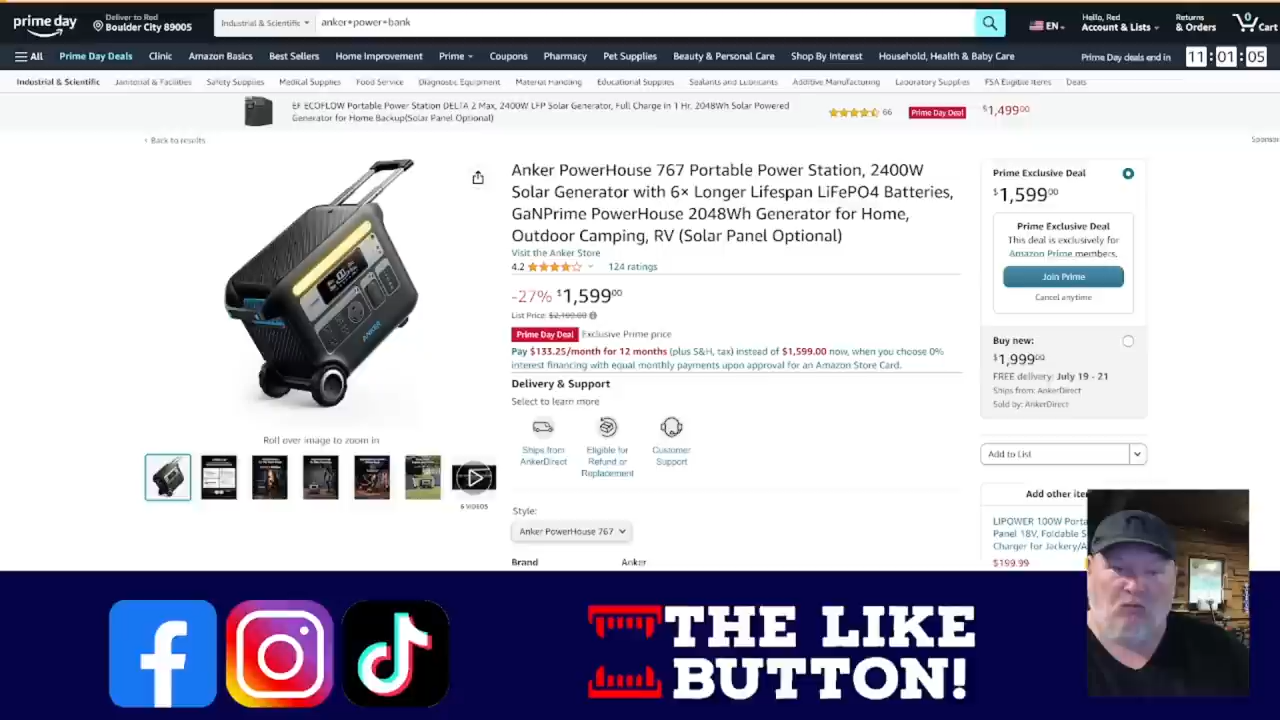 prime day
Deliver to Red
Boulder City 89005
Industrial & Scientific
anker+power+bank
EN
Hello, Red
Account & Lists
Returns
& Orders
0
Cart
All
Prime Day Deals
Clinic
Amazon Basics
Best Sellers
Home Improvement
Prime
Coupons
Pharmacy
Pet Supplies
Beauty & Personal Care
Shop By Interest
Household, Health & Baby Care
Prime Day deals end in
11 : 01 : 05
Industrial & Scientific
Janitorial & Facilities
Safety Supplies
Medical Supplies
Food Service
Diagnostic Equipment
Material Handling
Educational Supplies
Sealants and Lubricants
Additive Manufacturing
Laboratory Supplies
FSA Eligible Items
Deals
EF ECOFLOW Portable Power Station DELTA 2 Max, 2400W LFP Solar Generator, Full Charge in 1 Hr, 2048Wh Solar Powered
Generator for Home Backup(Solar Panel Optional)
66
Prime Day Deal
$1,49900
‹ Back to results
Sponsor
Anker PowerHouse 767 Portable Power Station, 2400W
Solar Generator with 6× Longer Lifespan LiFePO4 Batteries,
GaNPrime PowerHouse 2048Wh Generator for Home,
Outdoor Camping, RV (Solar Panel Optional)
Visit the Anker Store
4.2
124 ratings
-27% $1,59900
List Price:
Prime Day Deal Exclusive Prime price
Pay $133.25/month for 12 months (plus S&H, tax) instead of $1,599.00 now, when you choose 0%
interest financing with equal monthly payments upon approval for an Amazon Store Card.
Delivery & Support
Select to learn more
Ships from
AnkerDirect
Eligible for
Refund or
Replacement
Customer
Support
Style:
Anker PowerHouse 767
Brand Anker
ANKER
Roll over image to zoom in
6 VIDEOS
Prime Exclusive Deal
$1,59900
Prime Exclusive Deal
This deal is exclusively for
Amazon Prime members.
Join Prime
Cancel anytime
Buy new:
$1,99900
FREE delivery: July 19 - 21
Ships from: AnkerDirect
Sold by: AnkerDirect
Add to List
Add other iter
LIPOWER 100W Porta
Panel 18V, Foldable S
Charger for Jackery/A
$199.99
THE LIKE
BUTTON!